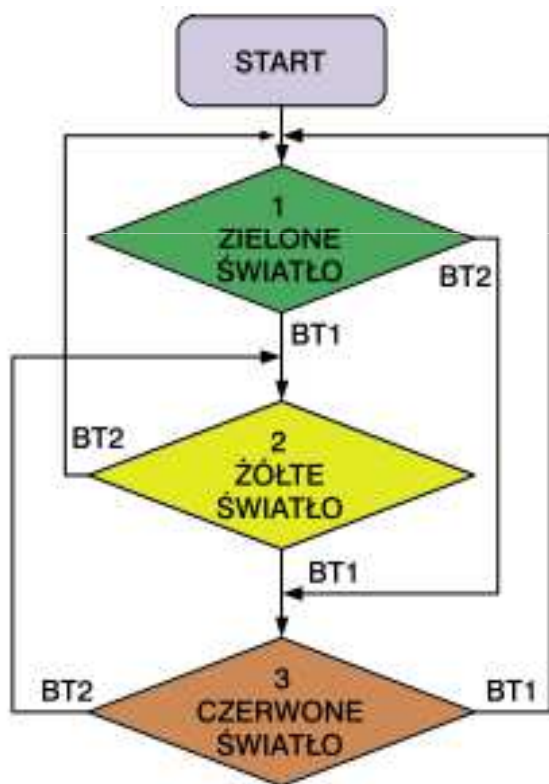 START
1
ZIELONE
ŚWIATŁO
BT2
BT1
2
ŻÓŁTE
ŚWIATŁO
BT2
BT1
3
CZERWONE
ŚWIATŁO
BT2
BT1